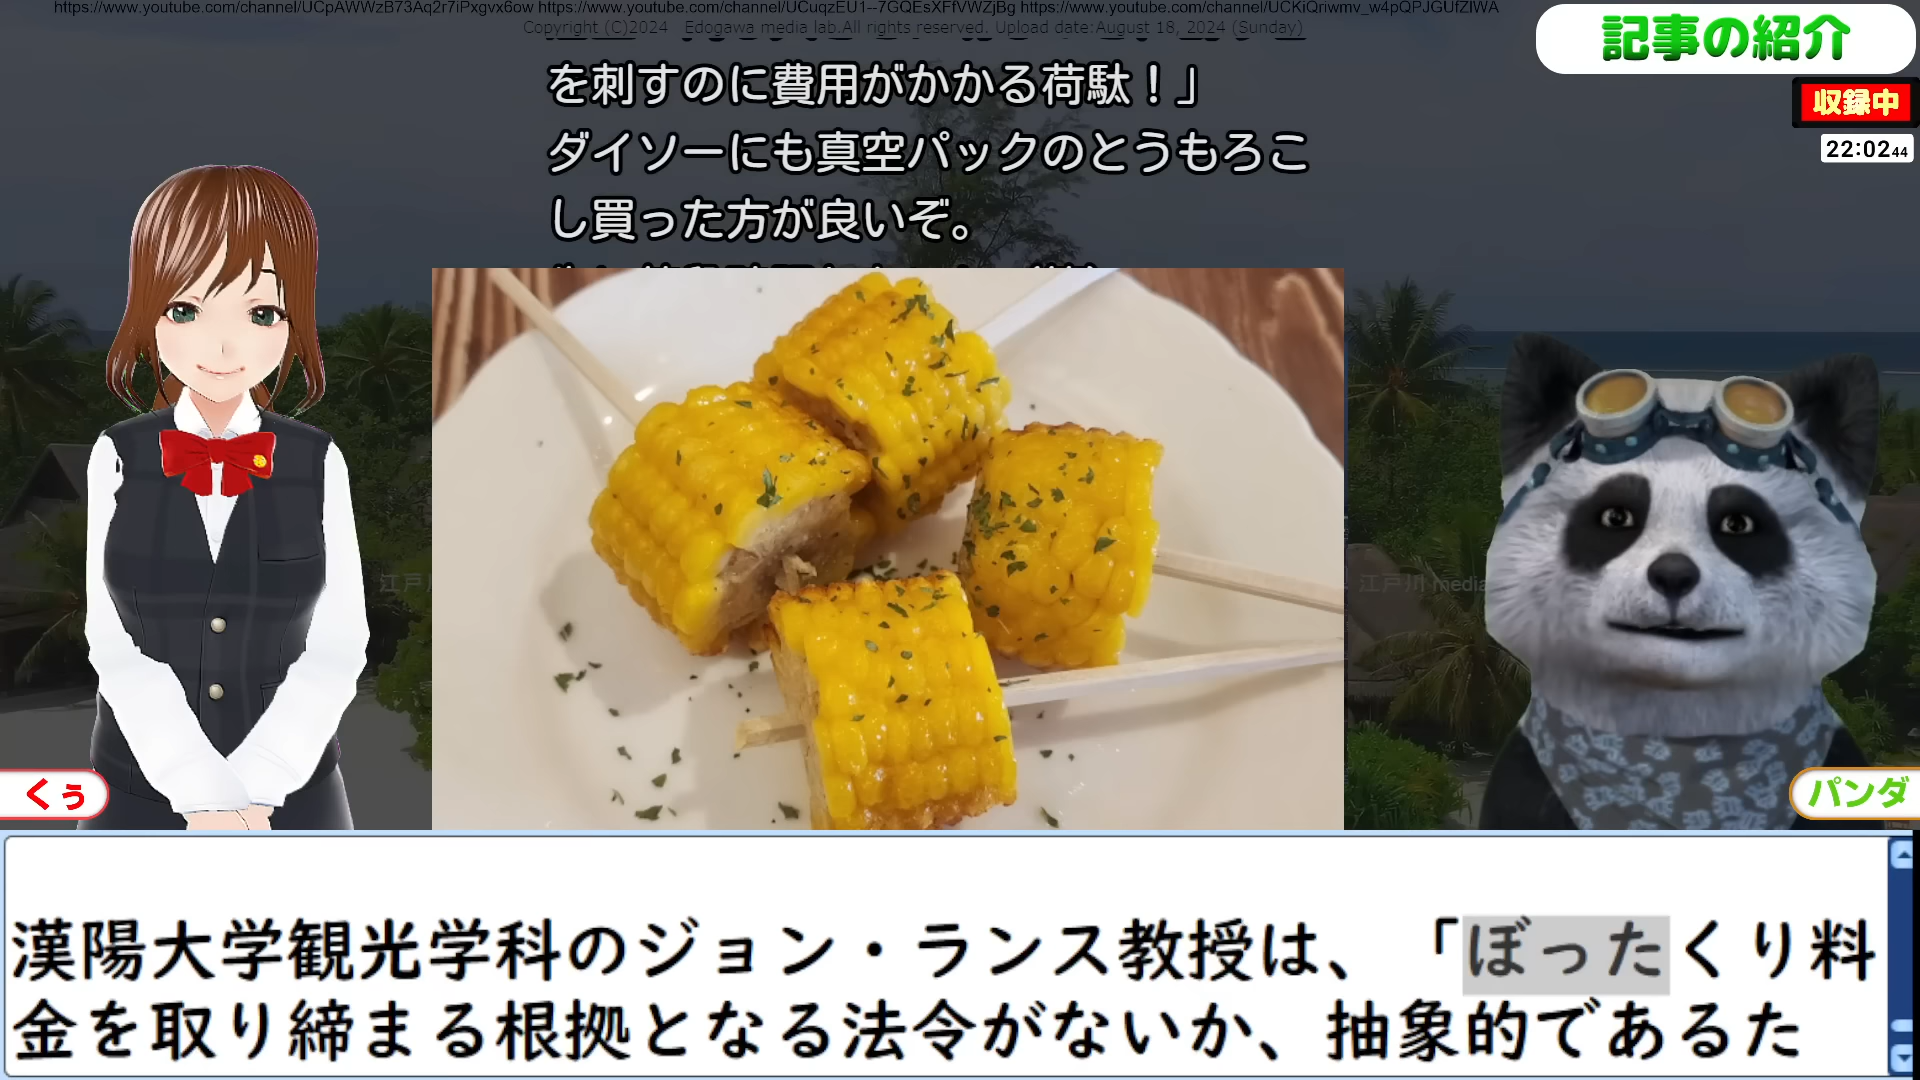 https://www.youtube.com/channel/UCpAWWzB73Aq2r7iPxgvx6ow https://www.youtube.com/channel/UCuqzEU1--7GQEsXFfVWZjBg https://www.youtube.com/channel/UCKiQriwmv_w4pQPJGUfZIWA
Copyright (C)2024 Edogawa media lab.All rights reserved. Upload date:August 18, 2024 (Sunday)
記事の紹介
収録中
22:02 44
を刺すのに費用がかかる荷駄！」
ダイソーにも真空パックのとうもろこ
し買った方が良いぞ。
江戸川 media
くぅ
パンダ
漢陽大学観光学科のジョン・ランス教授は、「ぼったくり料
金を取り締まる根拠となる法令がないか、抽象的であるた